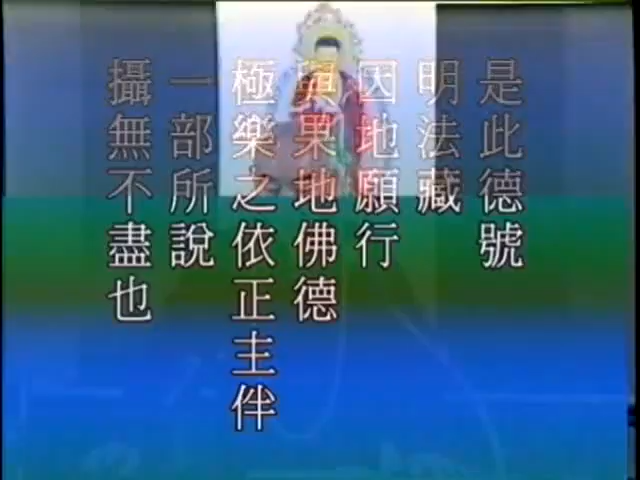 是此德號
明法藏
因地願行
與果地佛德
極樂之依正主伴
一部所說
攝無不盡也